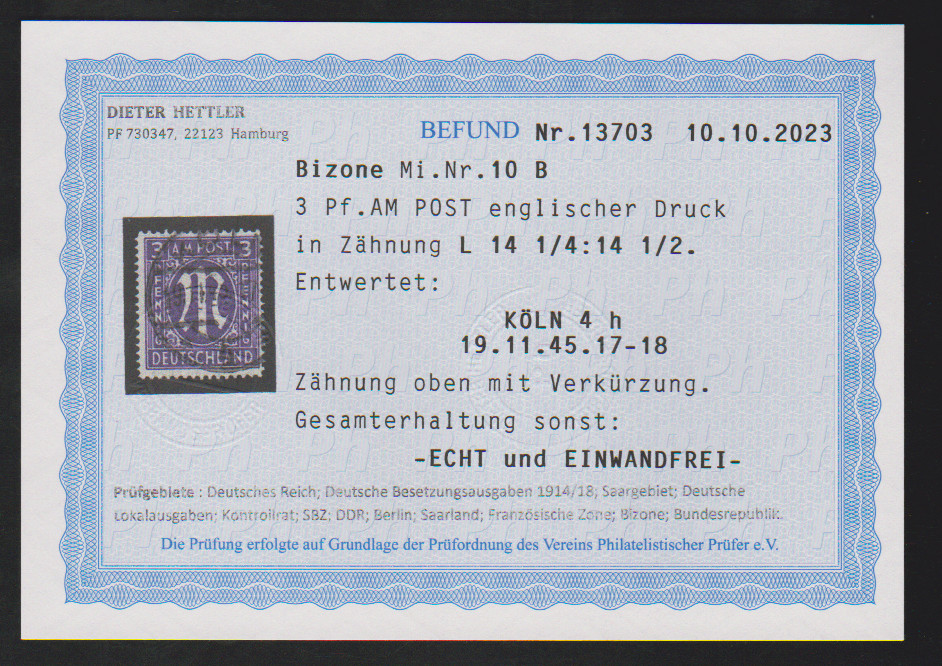 DIETER HETTLER
PF 730347, 22123 Hamburg
BEFUND Nr.13703 10.10.2023
Bizone Mi.Nr.10 B
3 Pf.AM POST englischer Druck
in Zähnung L 14 1/4:14 1/2.
Entwertet:
KÖLN 4 h
19.11.45.17-18
Zähnung oben mit Verkürzung.
Gesamterhaltung sonst:
-ECHT und EINWANDFREI-
3 AM POST 3
PFENNIG PFENNIG
M
DEUTSCHLAND
Prüfgebiete : Deutsches Reich; Deutsche Besetzungsausgaben 1914/18; Saargebiet; Deutsche
Lokalausgaben; Kontrollrat; SBZ; DDR; Berlin; Saarland; Französische Zone; Bizone; Bundesrepublik.
Die Prüfung erfolgte auf Grundlage der Prüfordnung des Vereins Philatelistischer Prüfer e.V.